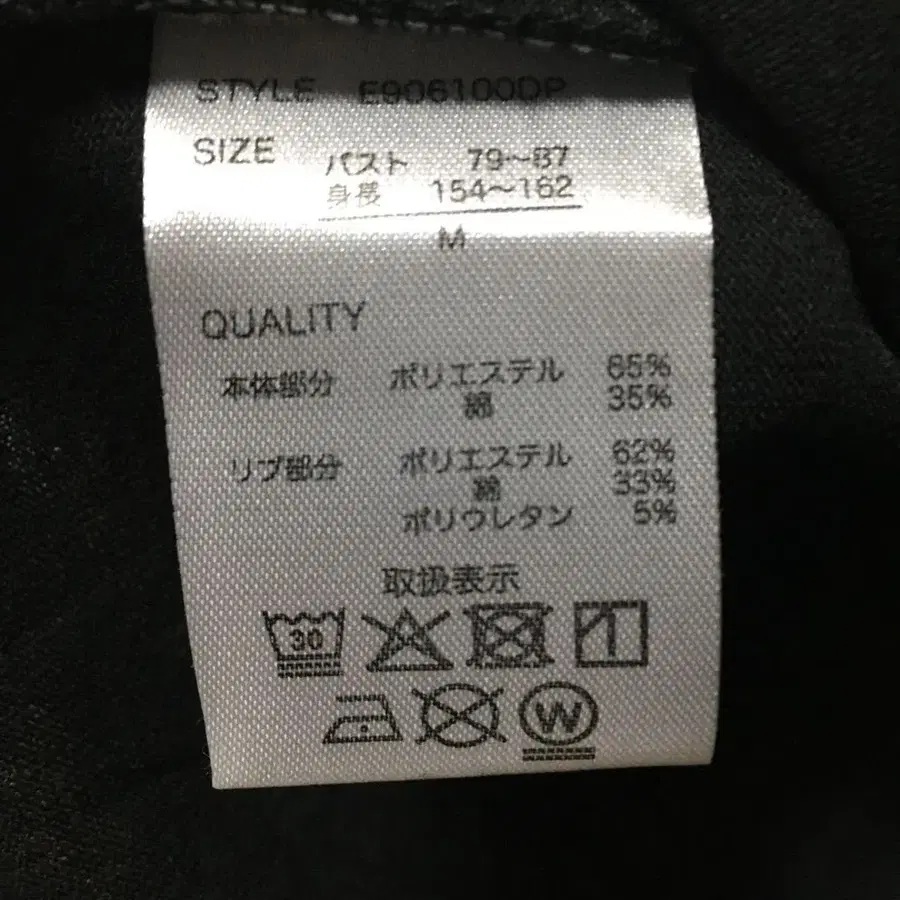 STYLE E906100DP
SIZE バスト 79～87
身長 154～162
M
QUALITY
本体部分 ポリエステル 65%
綿 35%
リブ部分 ポリエステル 62%
綿 33%
ポリウレタン 5%
取扱表示
30
W